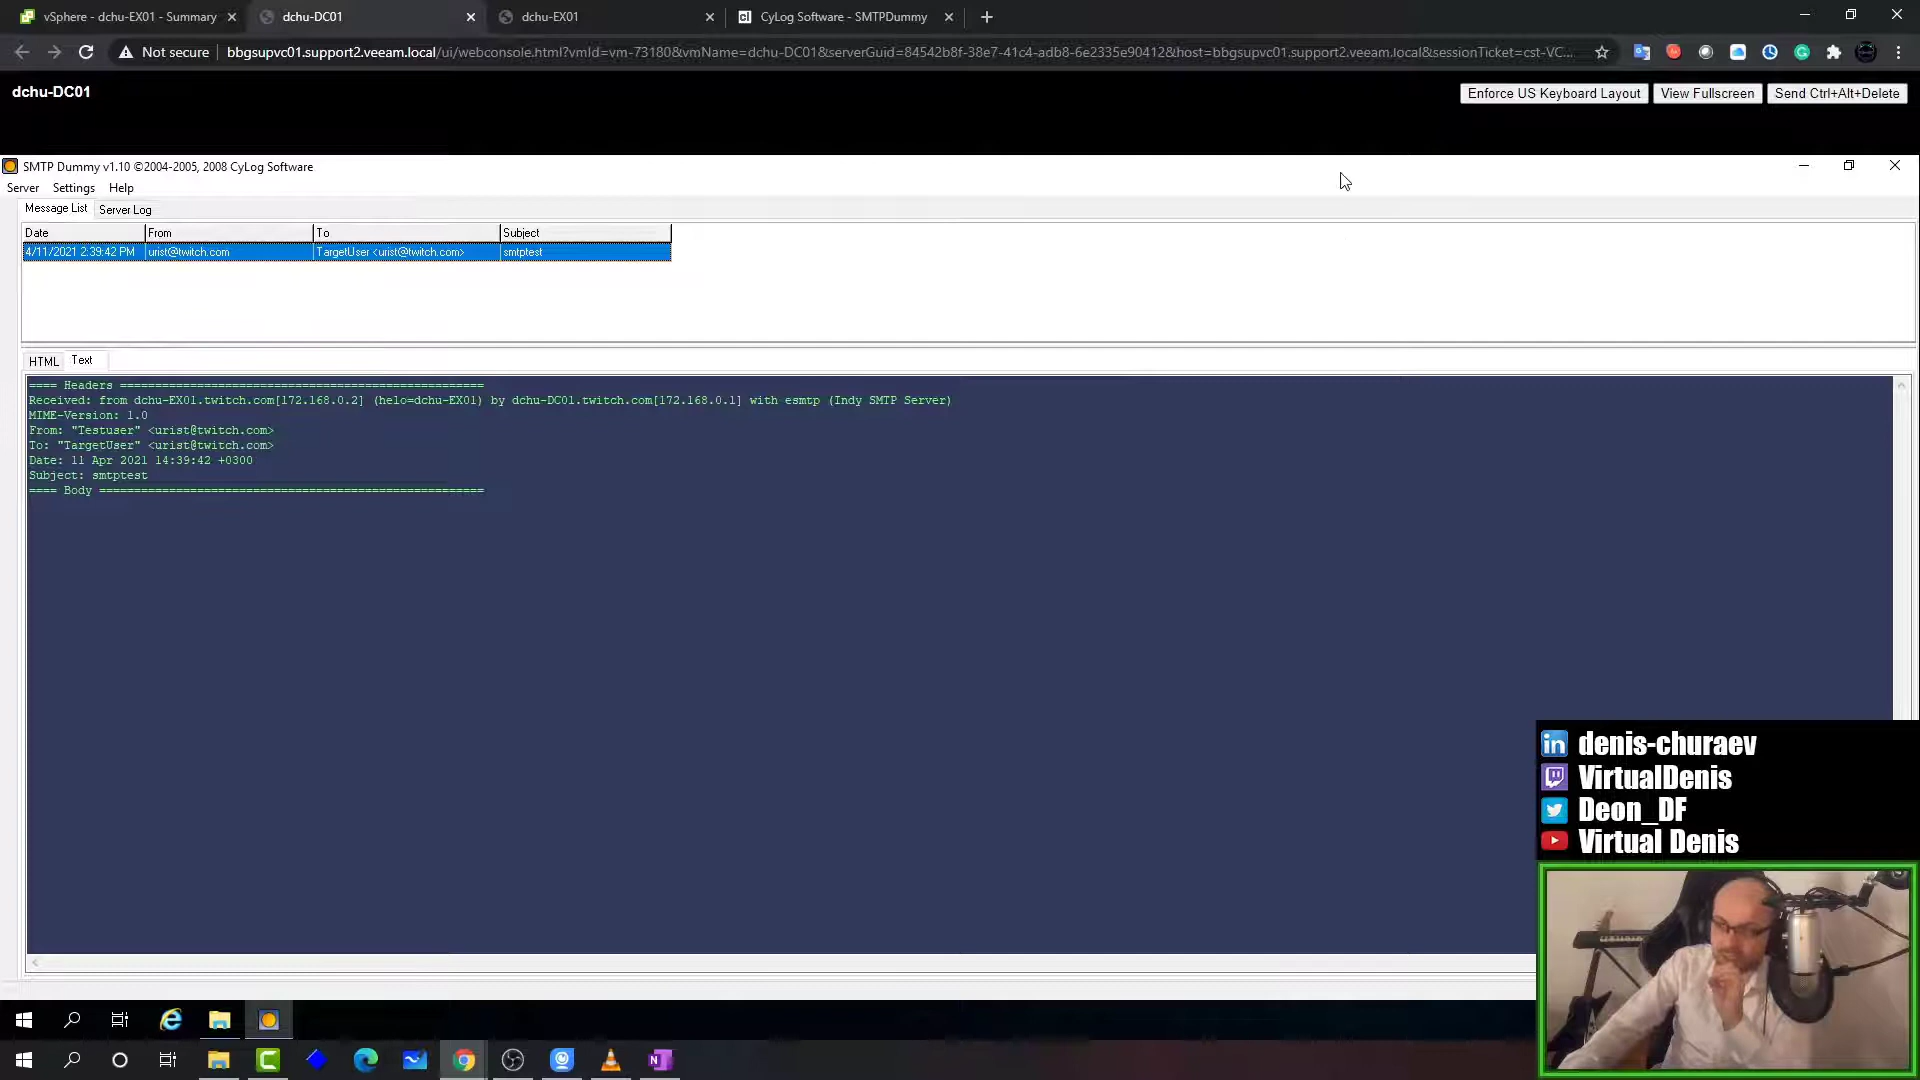 vSphere - dchu-EX01 - Summary
dchu-DC01
dchu-EX01
CyLog Software - SMTPDummy
Not secure
bbgsupvc01.support2.veeam.local/ui/webconsole.html?vmId=vm-73180&vmName=dchu-DC01&serverGuid=84542b8f-38e7-41c4-adb8-6e2335e90412&host=bbgsupvc01.support2.veeam.local&sessionTicket=cst-VC...
dchu-DC01
Enforce US Keyboard Layout
View Fullscreen
Send Ctrl+Alt+Delete
SMTP Dummy v1.10 ©2004-2005, 2008 CyLog Software
Server Settings Help
Message List Server Log
Date From To Subject
4/11/2021 2:39:42 PM urist@twitch.com TargetUser <urist@twitch.com> smtptest
HTML Text
==== Headers ====================================================
Received: from dchu-EX01.twitch.com[172.168.0.2] (helo=dchu-EX01) by dchu-DC01.twitch.com[172.168.0.1] with esmtp (Indy SMTP Server)
MIME-Version: 1.0
From: "Testuser" <urist@twitch.com>
To: "TargetUser" <urist@twitch.com>
Date: 11 Apr 2021 14:39:42 +0300
Subject: smtptest
==== Body =======================================================
in denis-churaev
VirtualDenis
Deon_DF
Virtual Denis